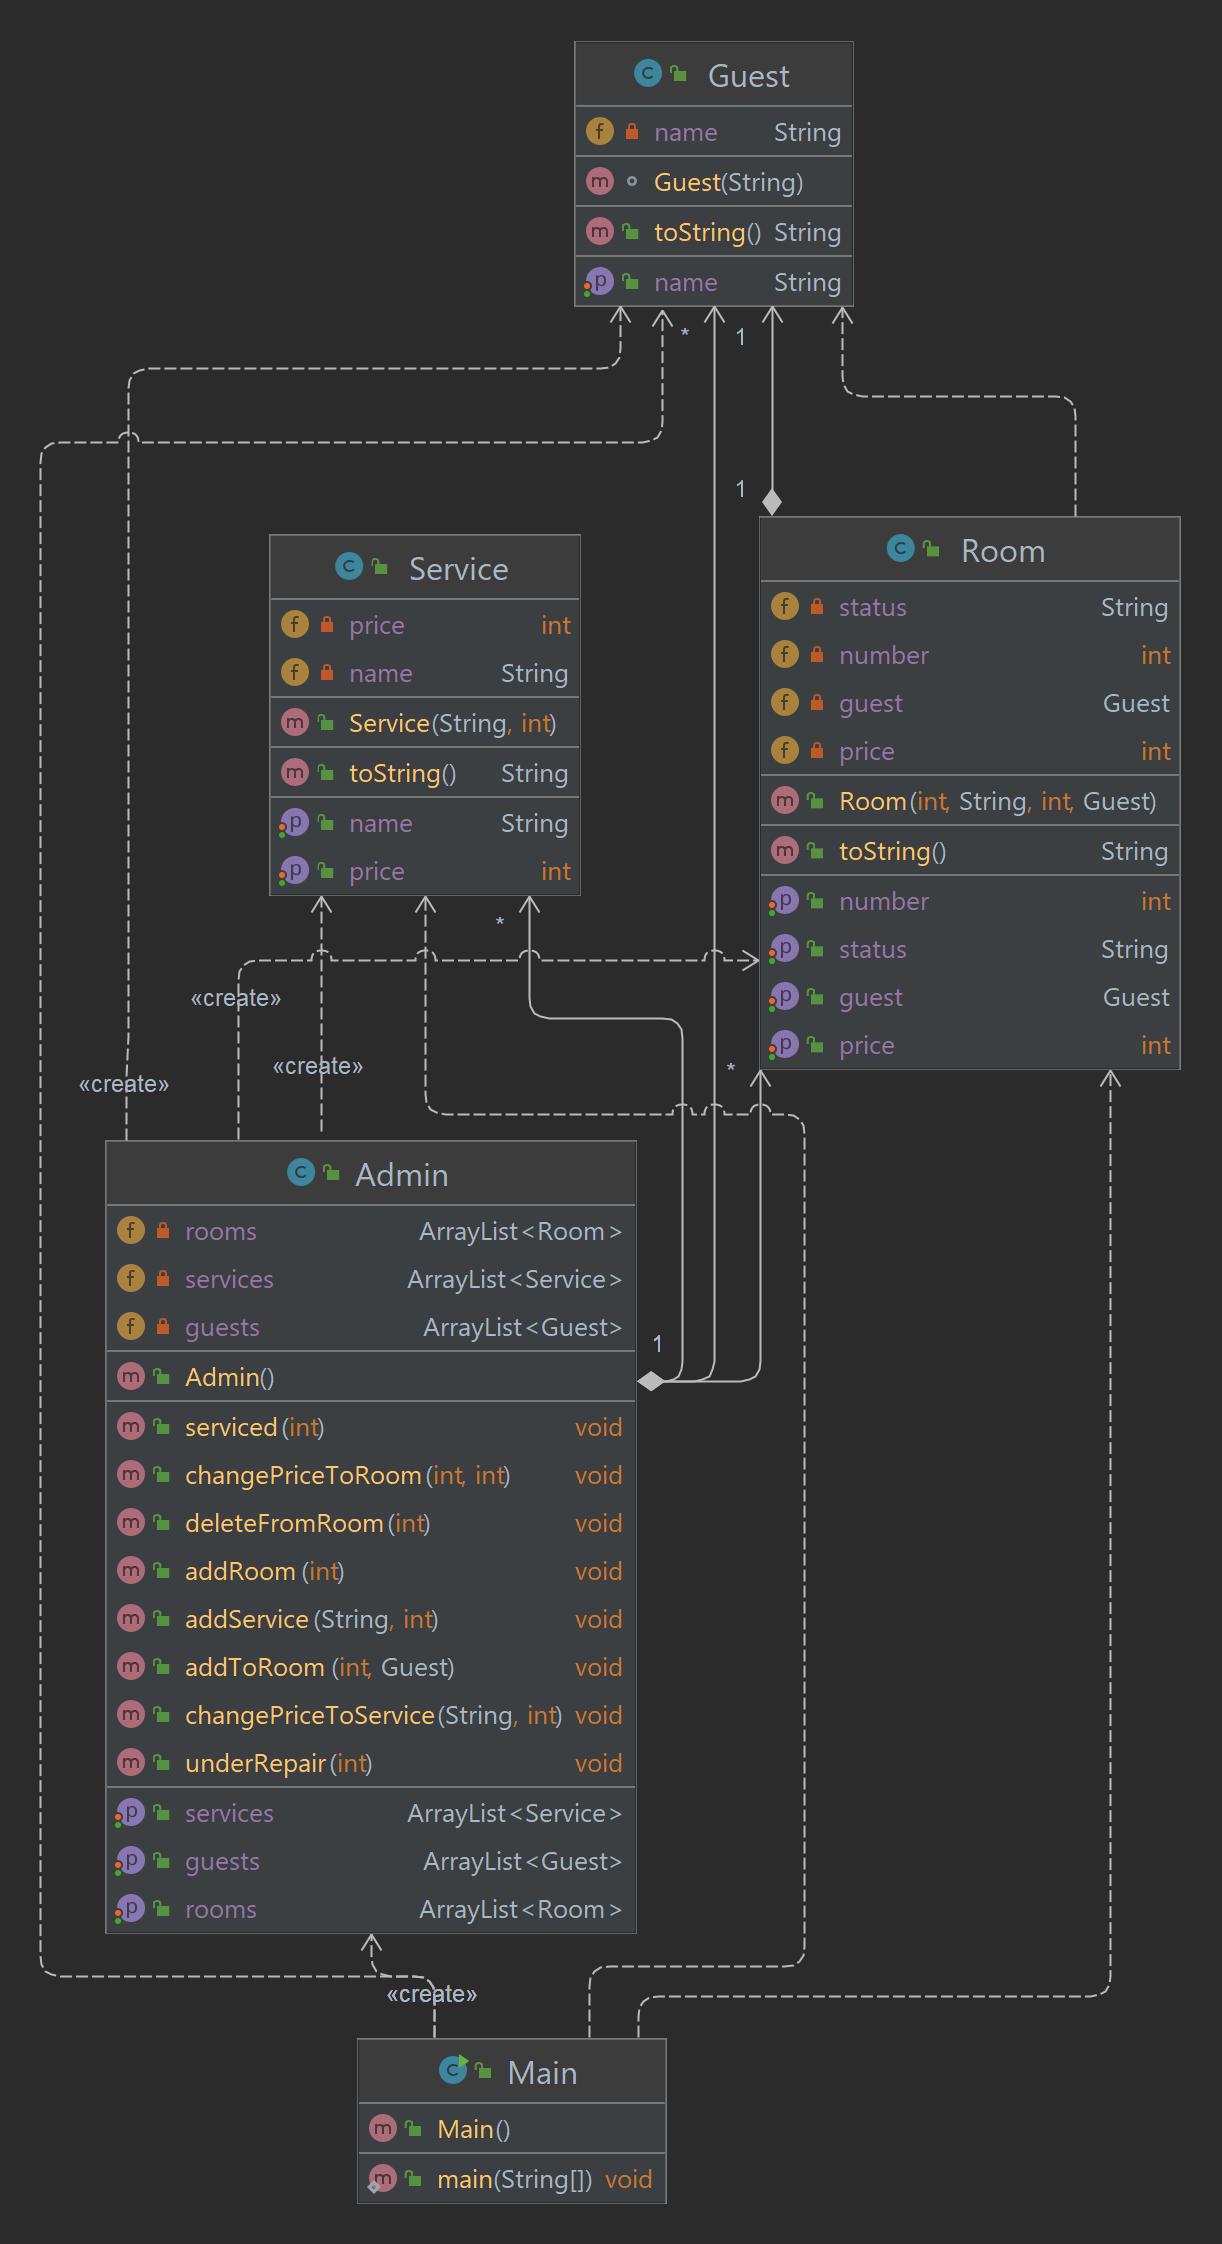 Guest
name String
Guest(String)
toString() String
name String
* 1
1
Service
price int
name String
Service(String, int)
toString() String
name String
price int
Room
status String
number int
guest Guest
price int
Room(int, String, int, Guest)
toString() String
number int
status String
guest Guest
price int
*
«create»
«create»
*
«create»
Admin
rooms ArrayList<Room>
services ArrayList<Service>
guests ArrayList<Guest>
1
Admin()
serviced(int) void
changePriceToRoom(int, int) void
deleteFromRoom(int) void
addRoom(int) void
addService(String, int) void
addToRoom(int, Guest) void
changePriceToService(String, int) void
underRepair(int) void
services ArrayList<Service>
guests ArrayList<Guest>
rooms ArrayList<Room>
«create»
Main
Main()
main(String[]) void